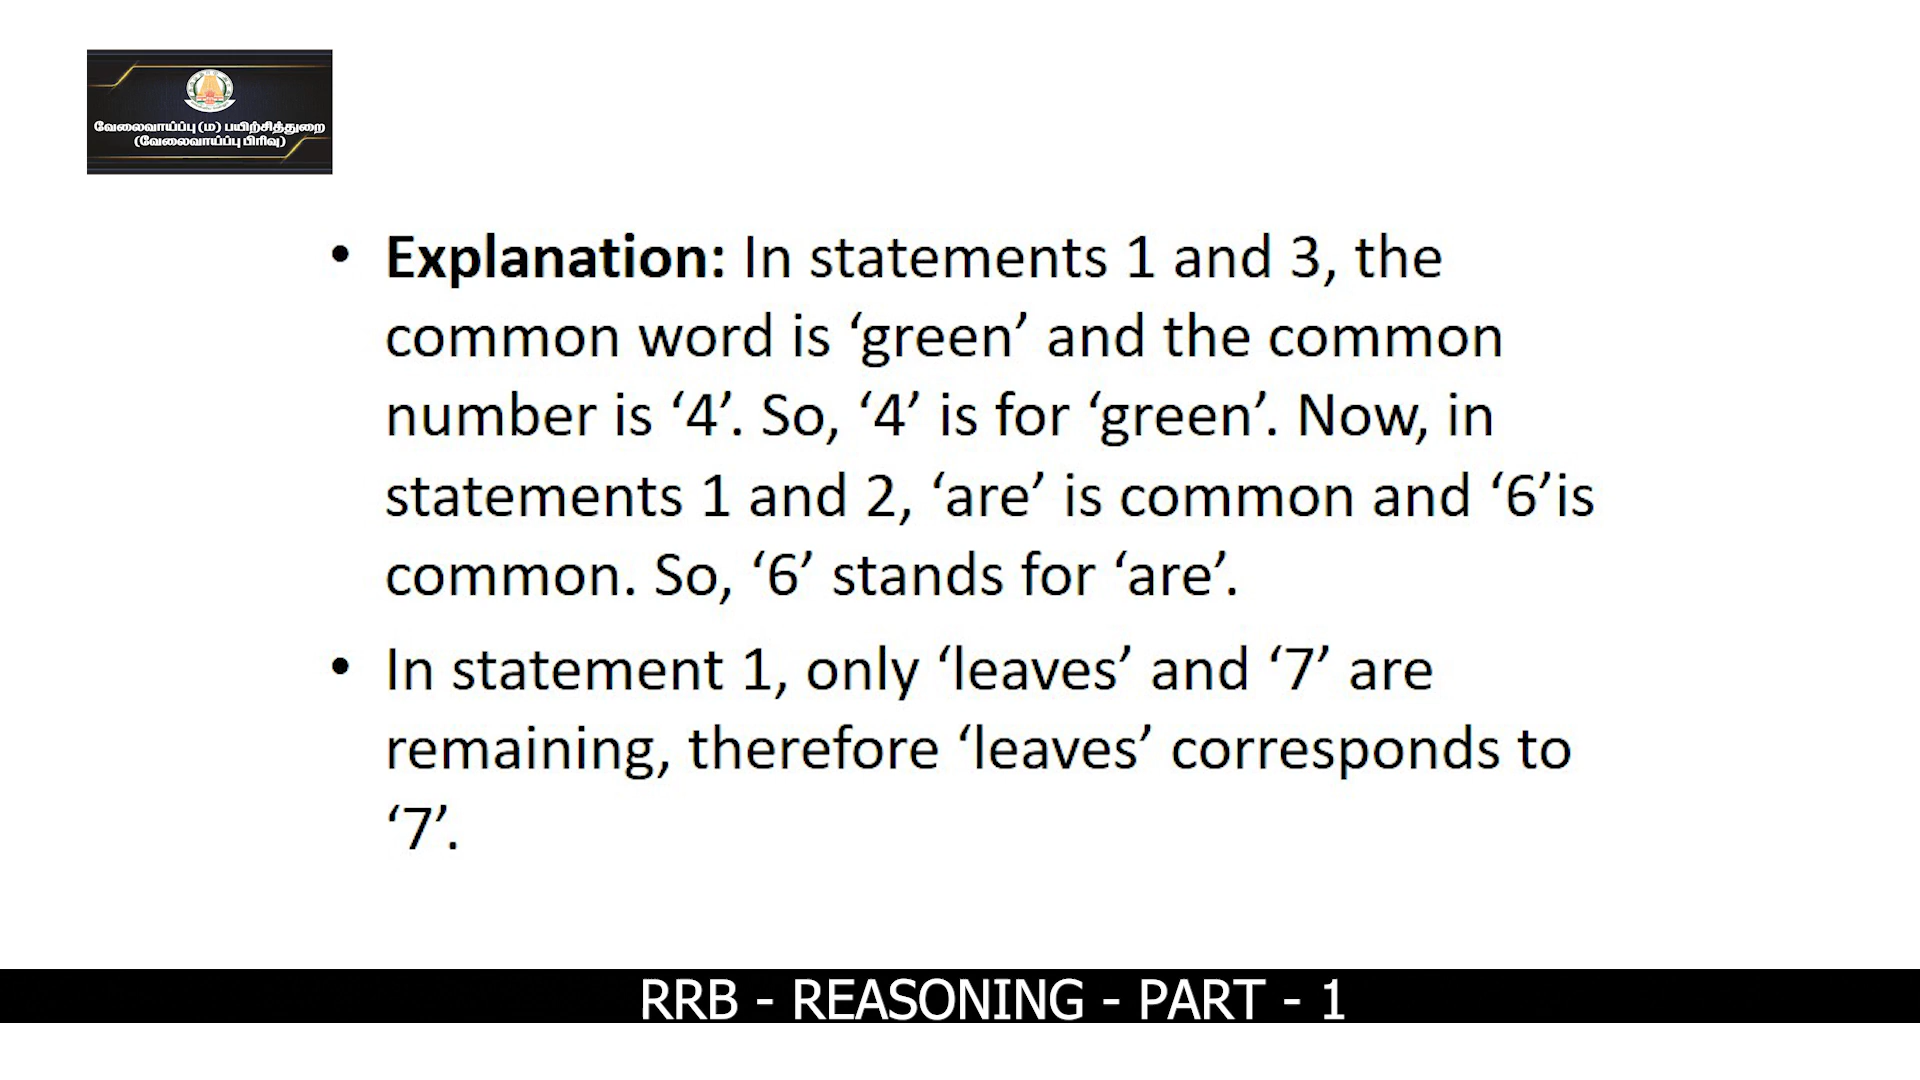 வேலைவாய்ப்பு (ம) பயிற்சித்துறை
(வேலைவாய்ப்பு பிரிவு)
• Explanation: In statements 1 and 3, the
common word is ‘green’ and the common
number is ‘4’. So, ‘4’ is for ‘green’. Now, in
statements 1 and 2, ‘are’ is common and ‘6’is
common. So, ‘6’ stands for ‘are’.
• In statement 1, only ‘leaves’ and ‘7’ are
remaining, therefore ‘leaves’ corresponds to
‘7’.
RRB - REASONING - PART - 1